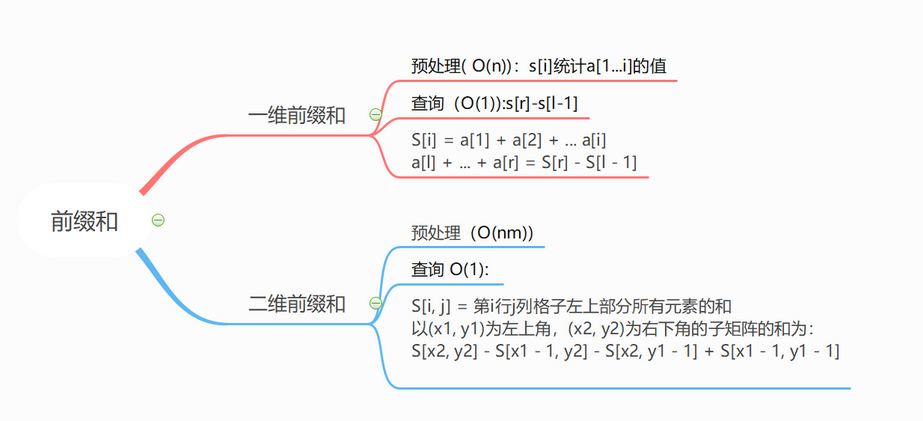 前缀和
一维前缀和
预处理( O(n))：s[i]统计a[1...i]的值
查询（O(1)):s[r]-s[l-1]
S[i] = a[1] + a[2] + ... a[i]
a[l] + ... + a[r] = S[r] - S[l - 1]
二维前缀和
预处理（O(nm)）
查询 O(1):
S[i, j] = 第i行j列格子左上部分所有元素的和
以(x1, y1)为左上角，(x2, y2)为右下角的子矩阵的和为：
S[x2, y2] - S[x1 - 1, y2] - S[x2, y1 - 1] + S[x1 - 1, y1 - 1]